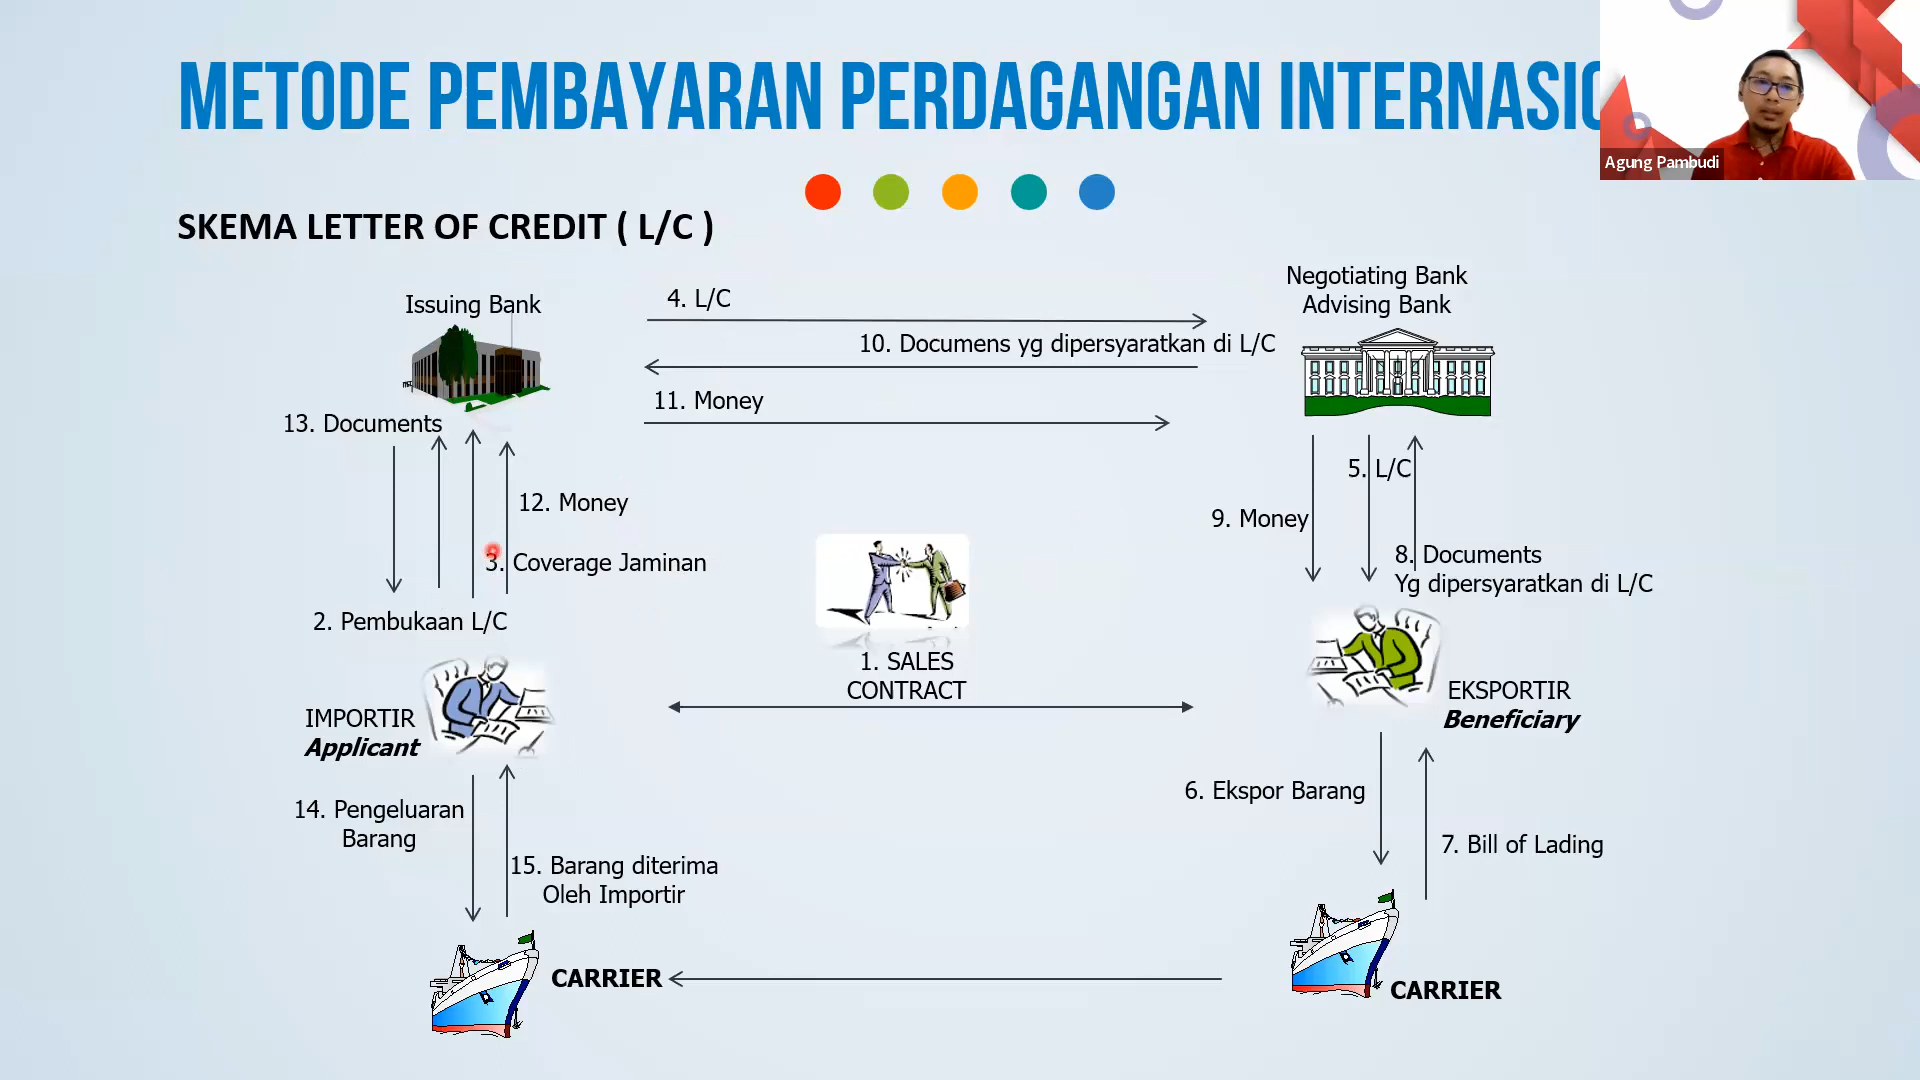 METODE PEMBAYARAN PERDAGANGAN INTERNASIO
Agung Pambudi
SKEMA LETTER OF CREDIT ( L/C )
Issuing Bank
4. L/C
Negotiating Bank
Advising Bank
10. Documens yg dipersyaratkan di L/C
11. Money
13. Documents
5. L/C
12. Money
9. Money
3. Coverage Jaminan
8. Documents
Yg dipersyaratkan di L/C
2. Pembukaan L/C
1. SALES
CONTRACT
IMPORTIR
Applicant
EKSPORTIR
Beneficiary
14. Pengeluaran
Barang
6. Ekspor Barang
7. Bill of Lading
15. Barang diterima
Oleh Importir
CARRIER
CARRIER